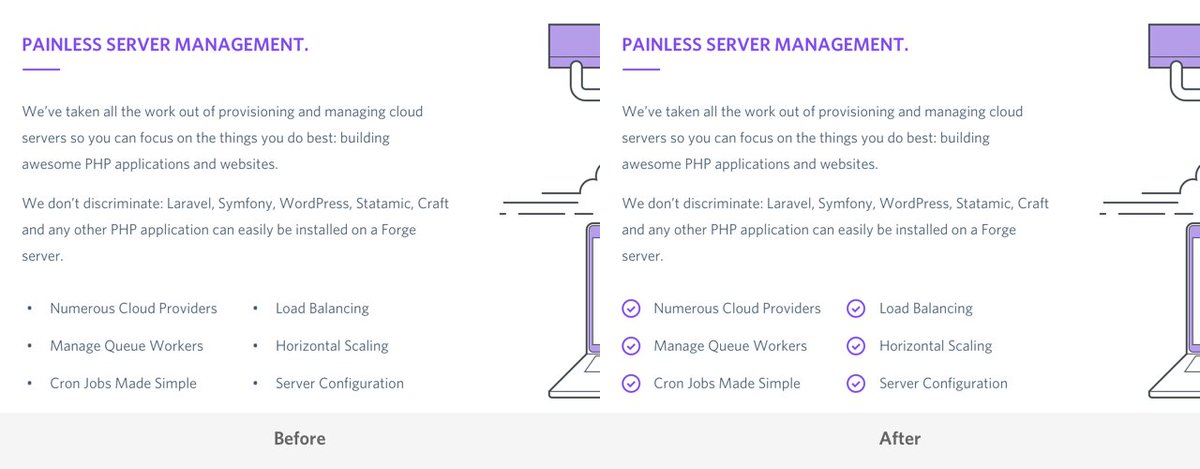 PAINLESS SERVER MANAGEMENT.
We’ve taken all the work out of provisioning and managing cloud
servers so you can focus on the things you do best: building
awesome PHP applications and websites.
We don’t discriminate: Laravel, Symfony, WordPress, Statamic, Craft
and any other PHP application can easily be installed on a Forge
server.
• Numerous Cloud Providers
• Load Balancing
• Manage Queue Workers
• Horizontal Scaling
• Cron Jobs Made Simple
• Server Configuration
Before
PAINLESS SERVER MANAGEMENT.
We’ve taken all the work out of provisioning and managing cloud
servers so you can focus on the things you do best: building
awesome PHP applications and websites.
We don’t discriminate: Laravel, Symfony, WordPress, Statamic, Craft
and any other PHP application can easily be installed on a Forge
server.
Numerous Cloud Providers
Load Balancing
Manage Queue Workers
Horizontal Scaling
Cron Jobs Made Simple
Server Configuration
After